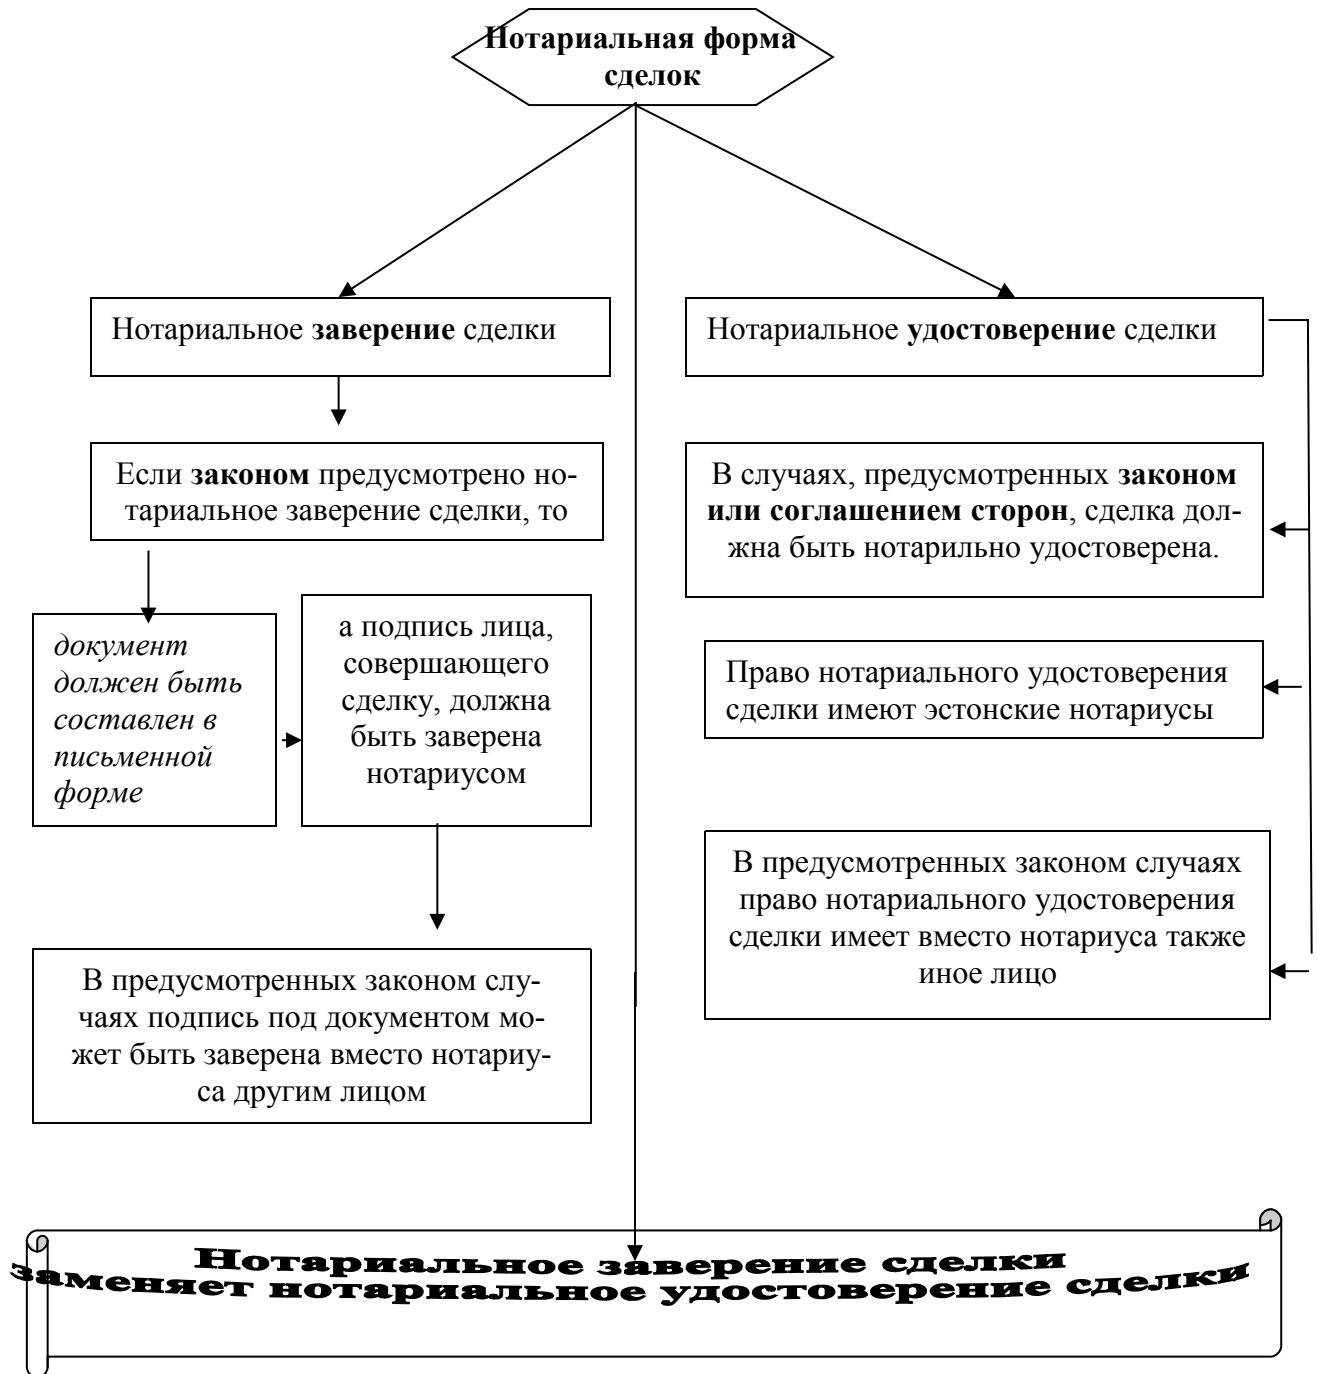 Нотариальная форма
сделок
Нотариальное заверение сделки
Нотариальное удостоверение сделки
Если законом предусмотрено но-
тариальное заверение сделки, то
В случаях, предусмотренных законом
или соглашением сторон, сделка дол-
жна быть нотарильно удостоверена.
документ
должен быть
составлен в
письменной
форме
а подпись лица,
совершающего
сделку, должна
быть заверена
нотариусом
Право нотариального удостоверения
сделки имеют эстонские нотариусы
В предусмотренных законом случаях
право нотариального удостоверения
сделки имеет вместо нотариуса также
иное лицо
В предусмотренных законом слу-
чаях подпись под документом мо-
жет быть заверена вместо нотариу-
са другим лицом
Нотариальное заверение сделки
заменяет нотариальное удостоверение сделки